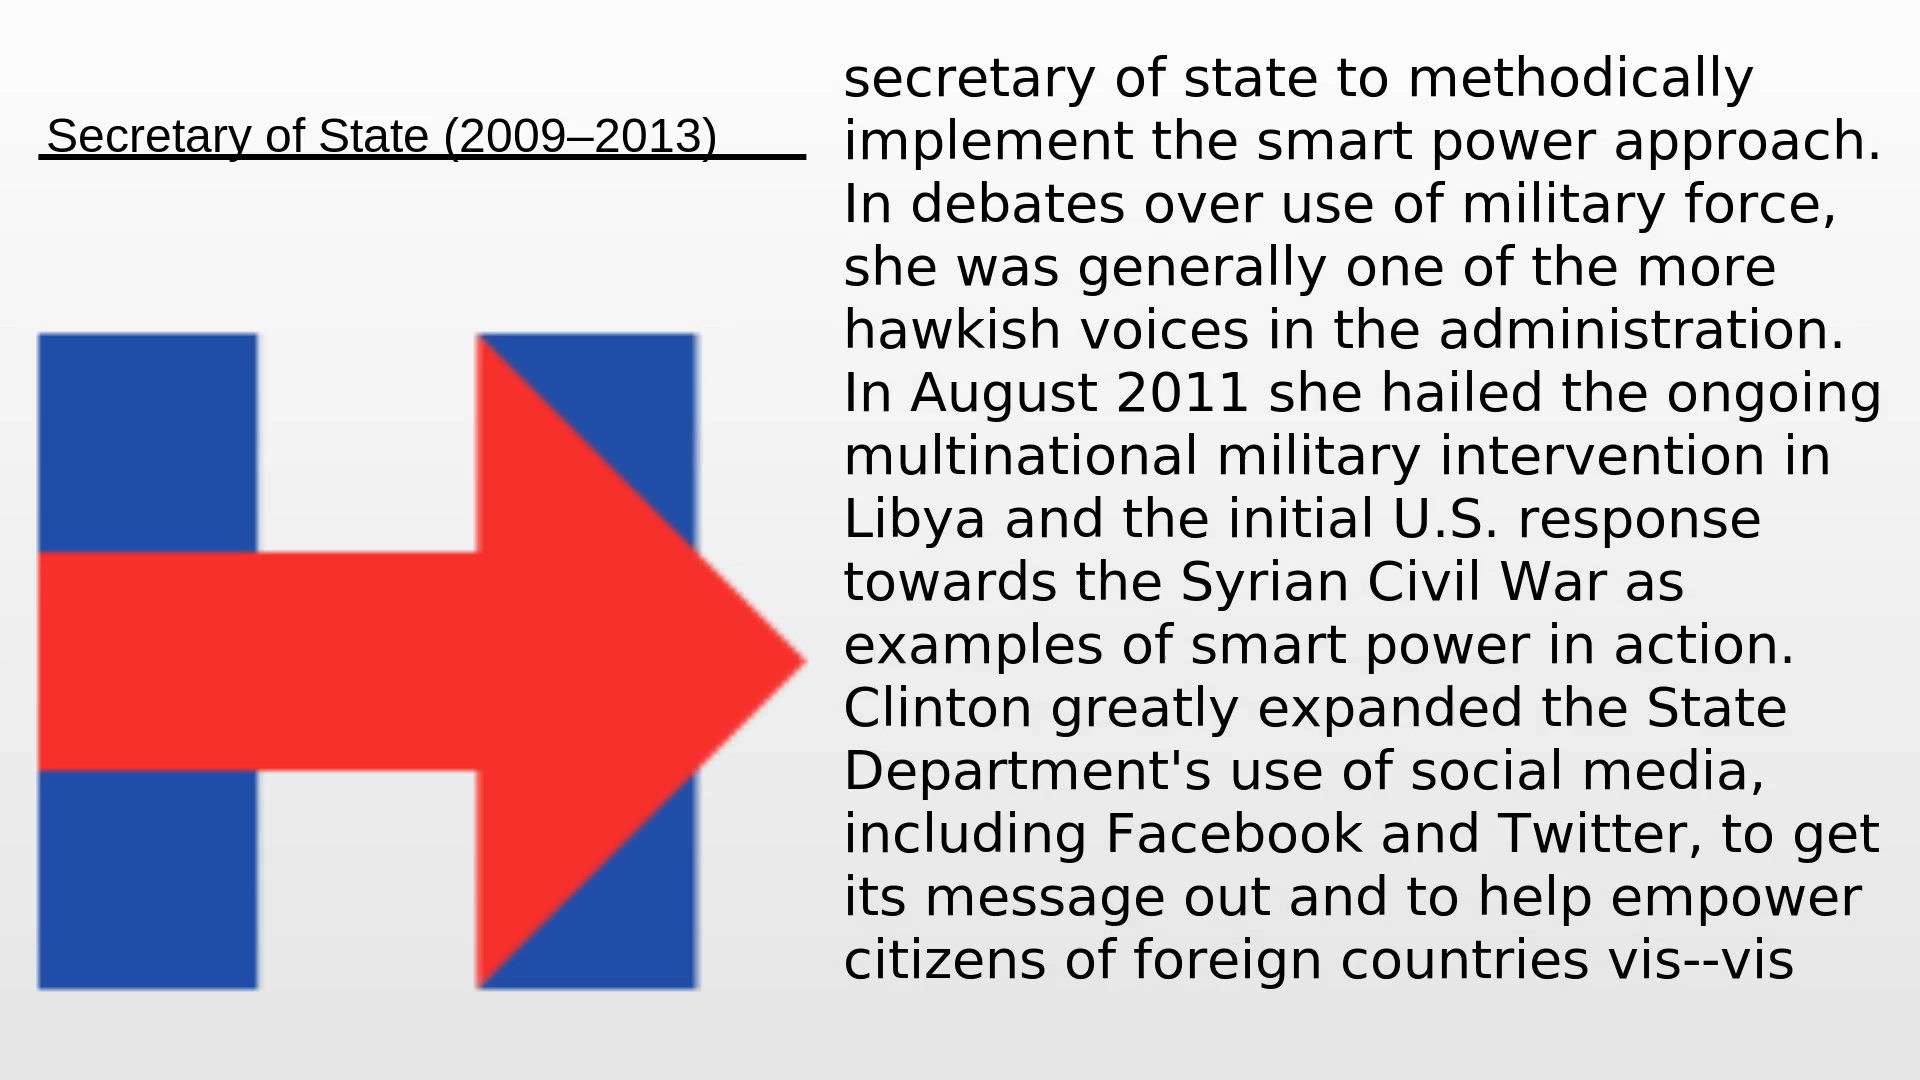 Secretary of State (2009–2013)
secretary of state to methodically
implement the smart power approach.
In debates over use of military force,
she was generally one of the more
hawkish voices in the administration.
In August 2011 she hailed the ongoing
multinational military intervention in
Libya and the initial U.S. response
towards the Syrian Civil War as
examples of smart power in action.
Clinton greatly expanded the State
Department's use of social media,
including Facebook and Twitter, to get
its message out and to help empower
citizens of foreign countries vis--vis